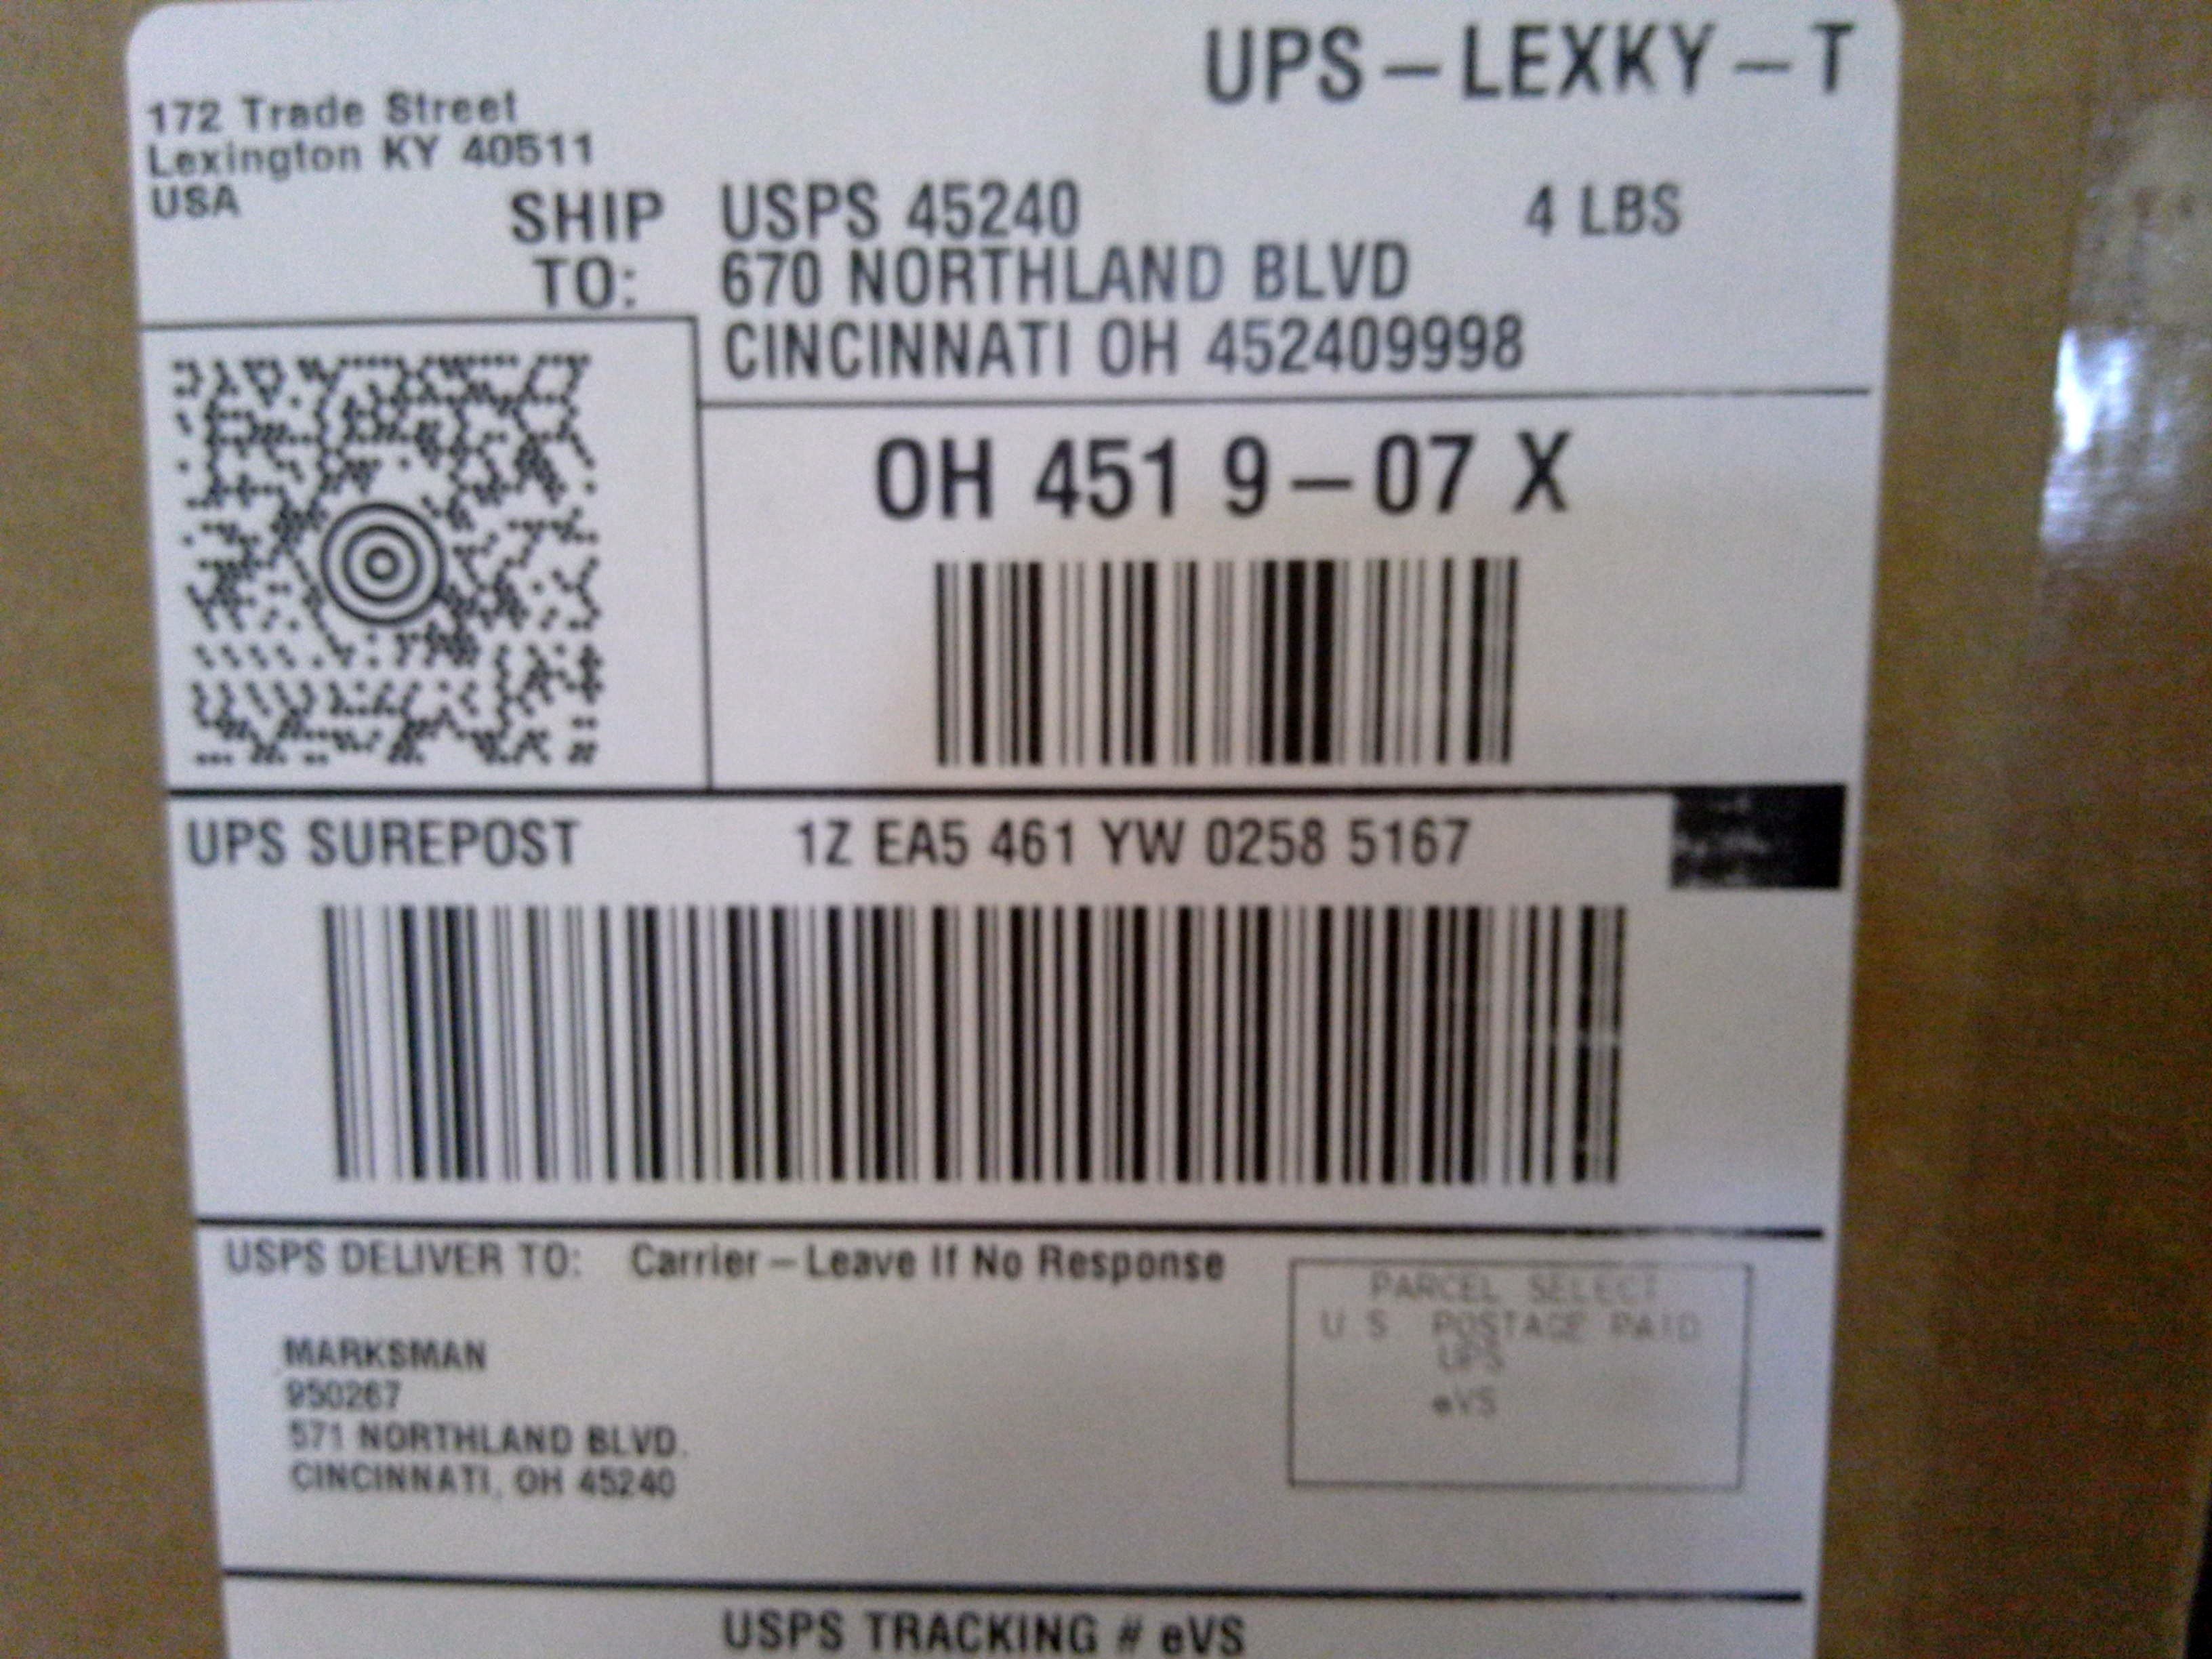 UPS – LEXKY – T
172 Trade Street
Lexington KY 40511
USA
SHIP TO:
USPS 45240
4 LBS
670 NORTHLAND BLVD
CINCINNATI OH 452409998
OH 451 9 – 07 X
UPS SUREPOST 1Z EA5 461 YW 0258 5167
USPS DELIVER TO: Carrier – Leave If No Response
PARCEL SELECT
U.S. POSTAGE PAID
UPS
eVS
MARKSMAN
950267
571 NORTHLAND BLVD.
CINCINNATI, OH 45240
USPS TRACKING # eVS